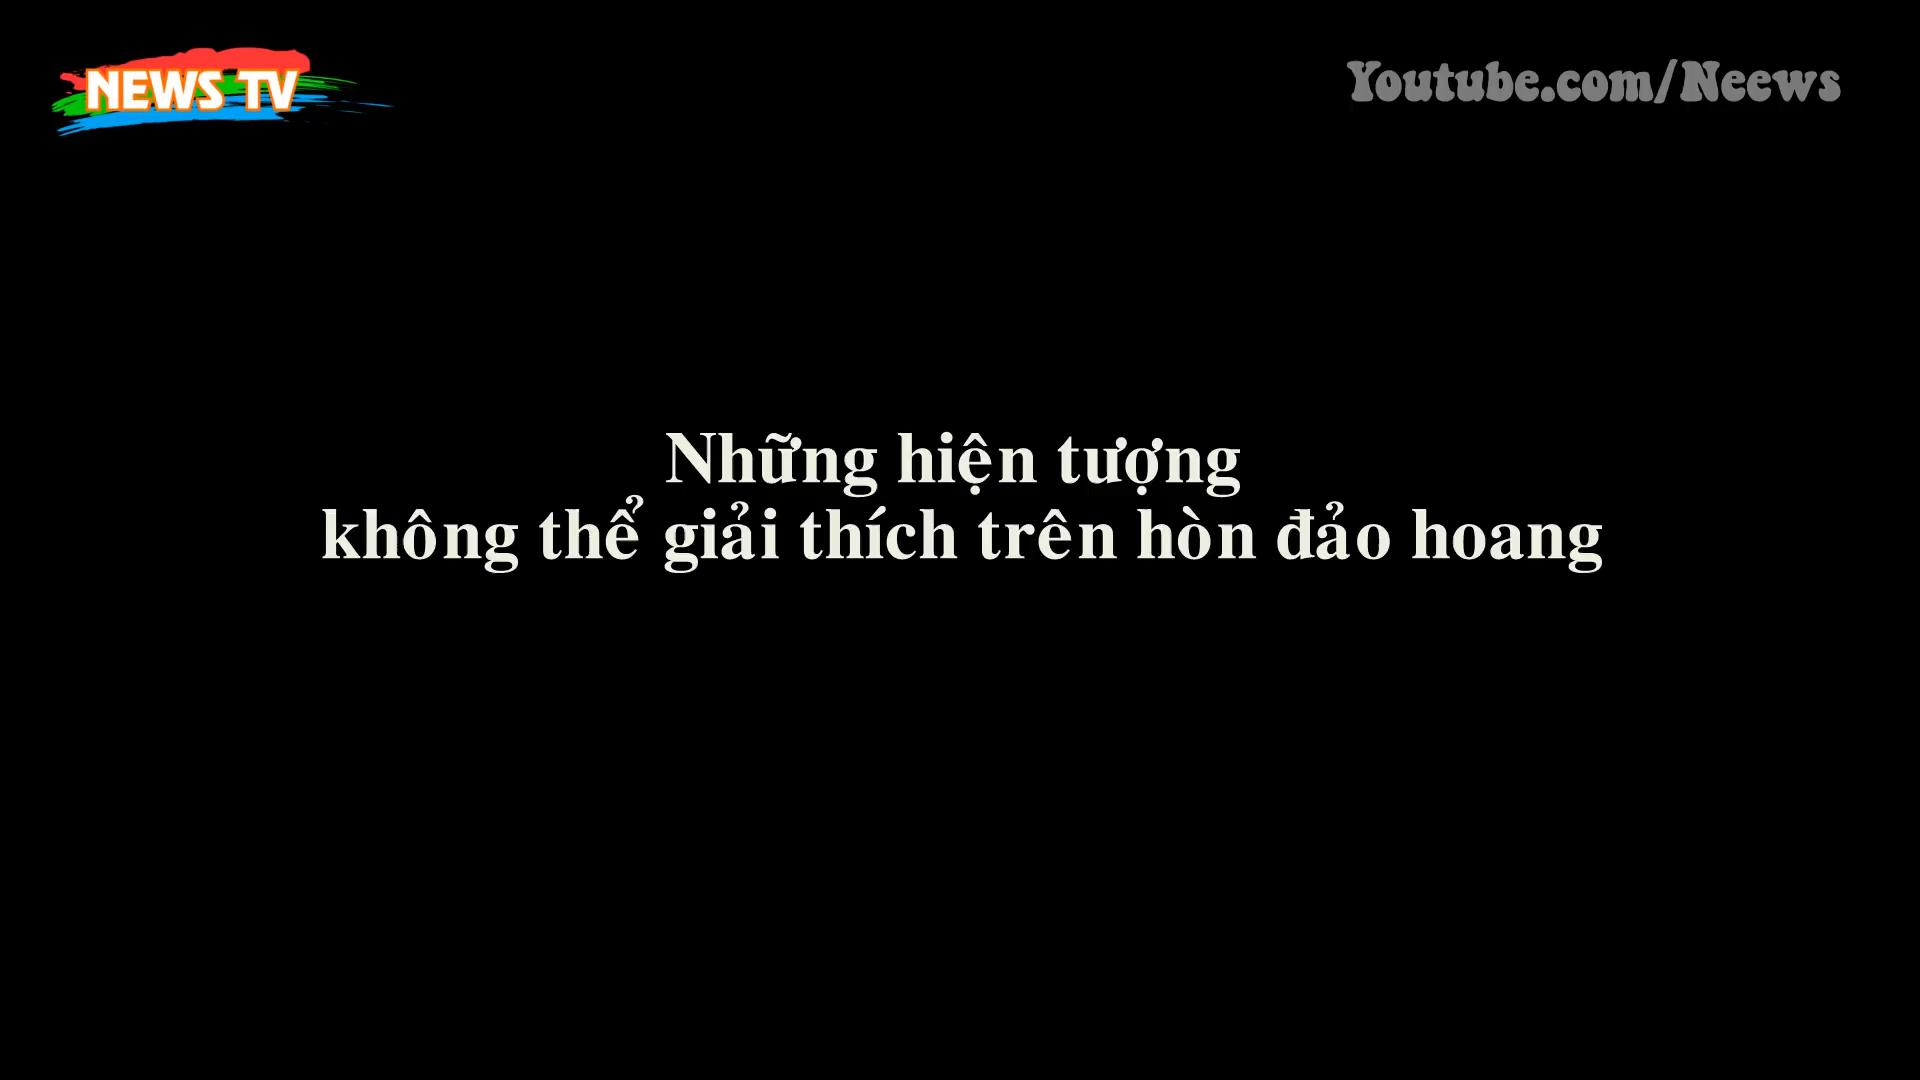 NEWS TV
Youtube.com/Neews
Những hiện tượng
không thể giải thích trên hòn đảo hoang